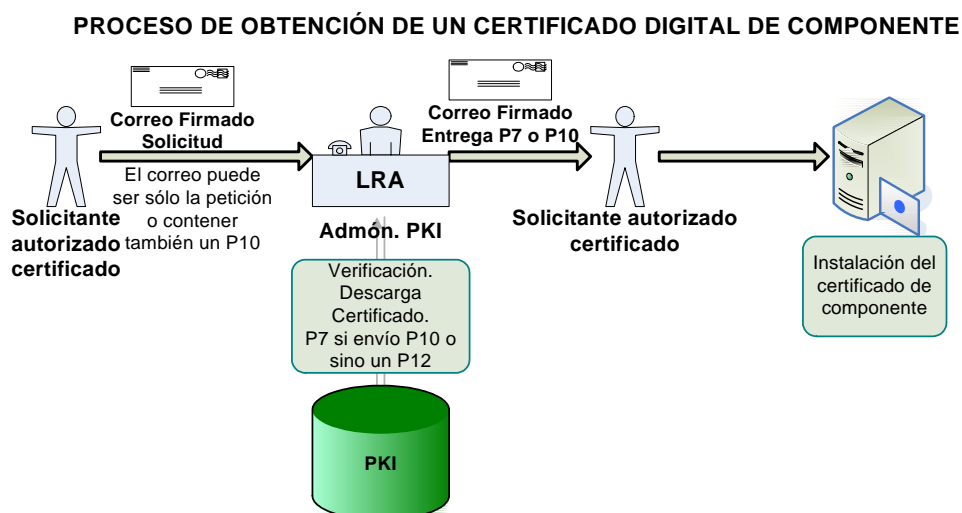 PROCESO DE OBTENCIÓN DE UN CERTIFICADO DIGITAL DE COMPONENTE
Correo Firmado
Solicitud
El correo puede
ser sólo la petición
o contener
también un P10
Solicitante
autorizado
certificado
LRA
Admón. PKI
Correo Firmado
Entrega P7 o P10
Solicitante autorizado
certificado
Instalación del
certificado de
componente
Verificación.
Descarga
Certificado.
P7 si envío P10 o
sino un P12
PKI